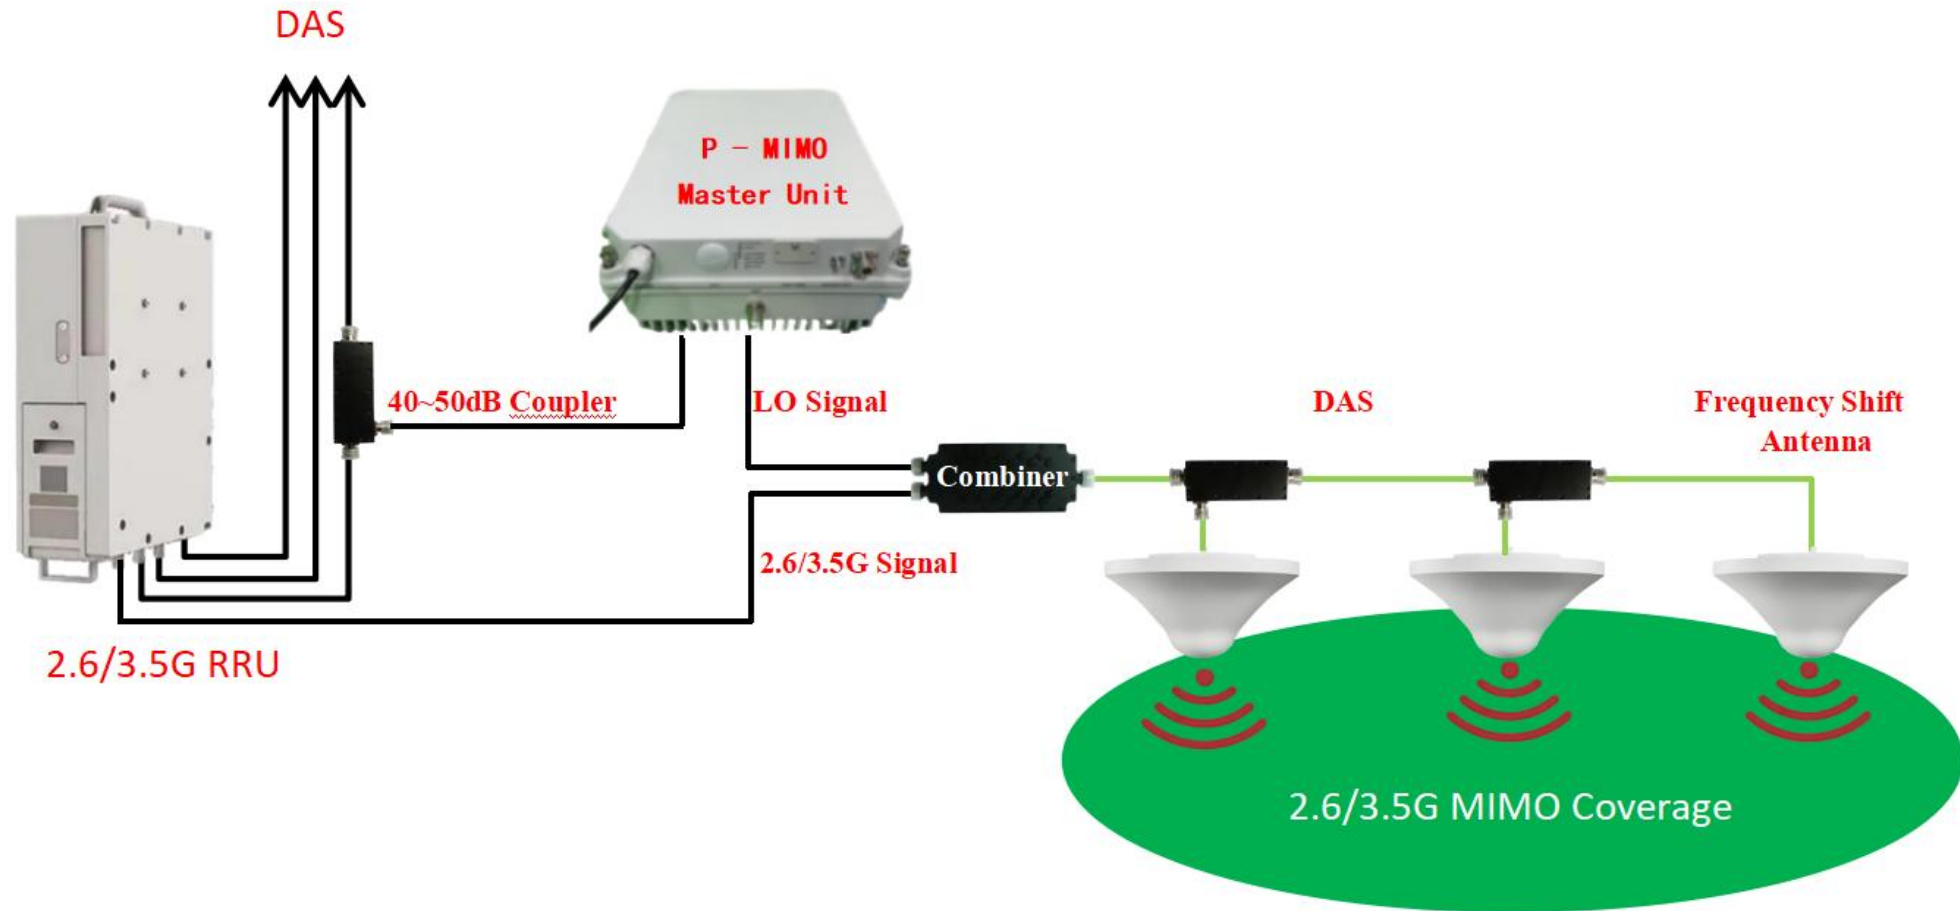 DAS
P - MIMO
Master Unit
40~50dB Coupler
LO Signal
DAS
Frequency Shift
Antenna
Combiner
2.6/3.5G Signal
2.6/3.5G RRU
2.6/3.5G MIMO Coverage